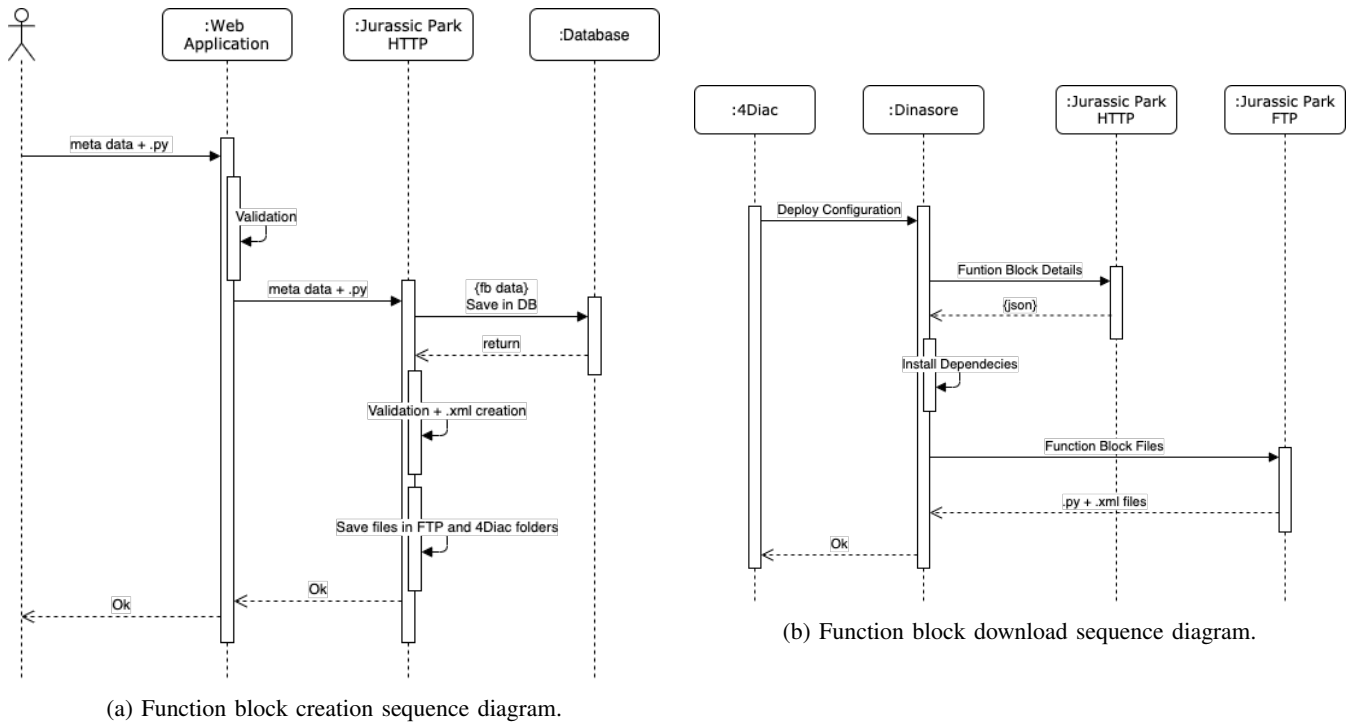 :Web
Application
:Jurassic Park
HTTP
:Database
meta data + .py
Validation
meta data + .py
{fb data}
Save in DB
return
Validation + .xml creation
Save files in FTP and 4Diac folders
Ok
Ok
(a) Function block creation sequence diagram.
:4Diac
:Dinasore
:Jurassic Park
HTTP
:Jurassic Park
FTP
Deploy Configuration
Funtion Block Details
{json}
Install Dependecies
Function Block Files
.py + .xml files
Ok
(b) Function block download sequence diagram.